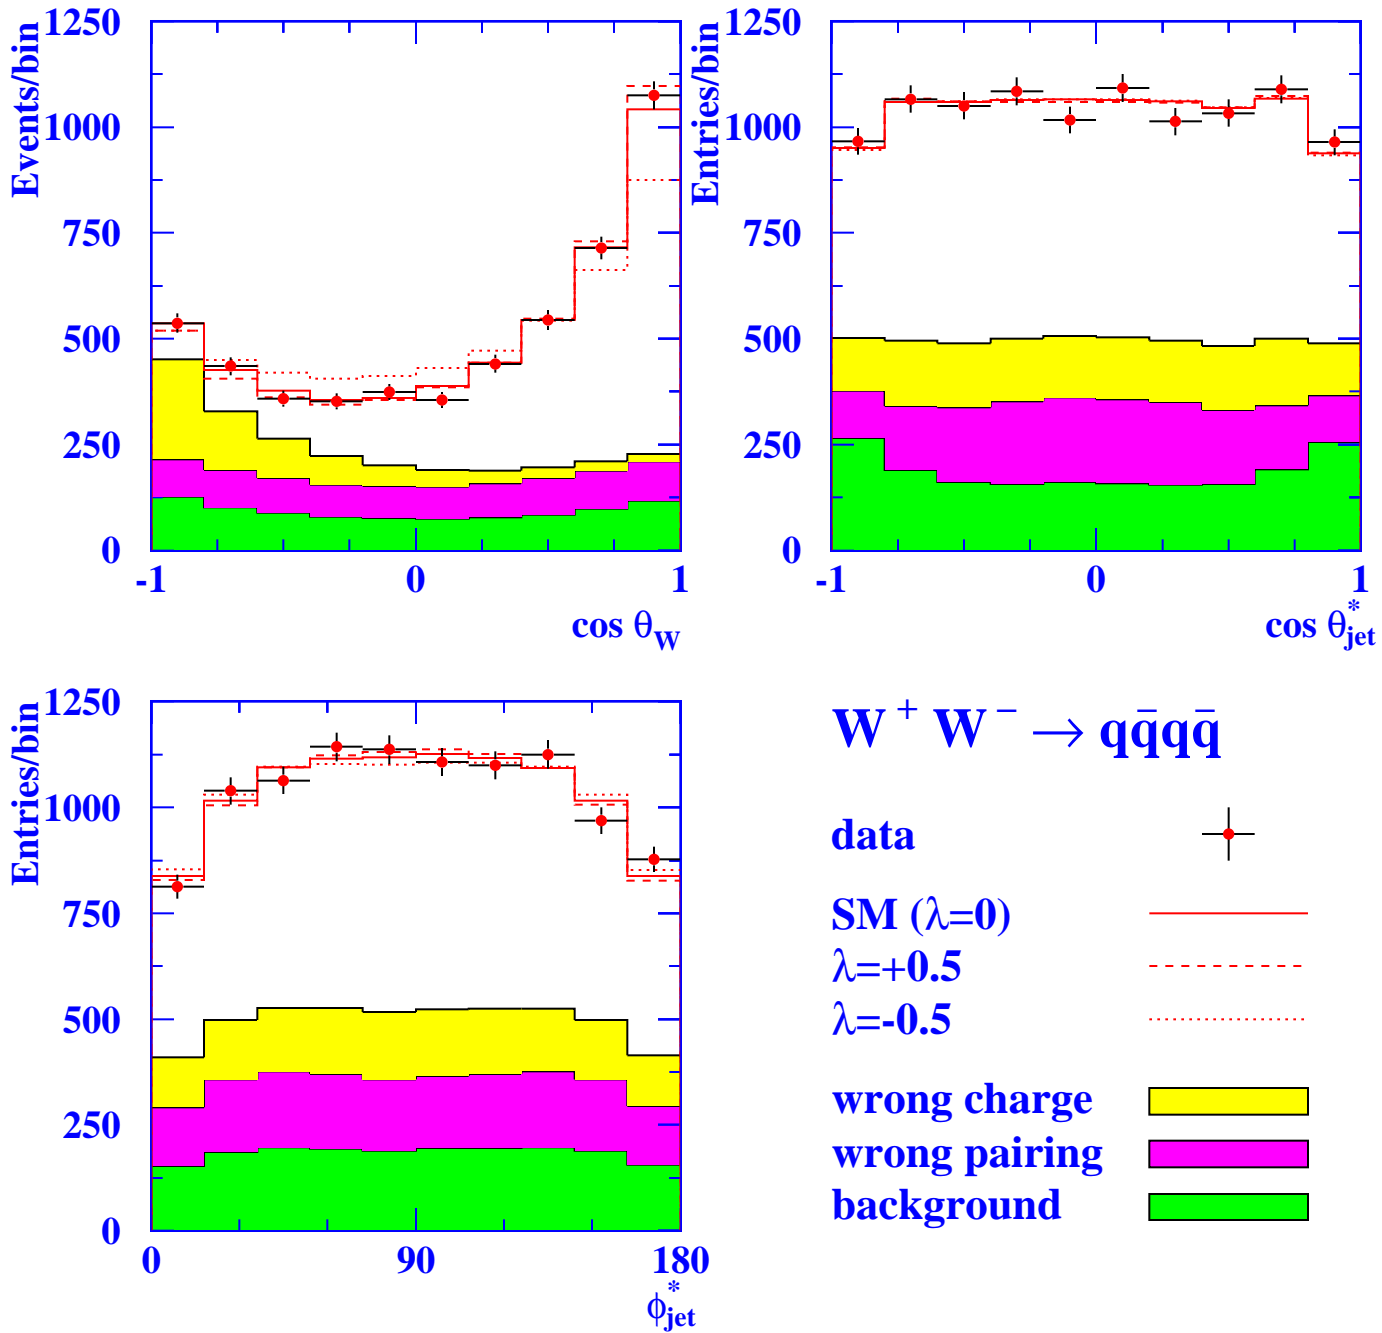 Events/bin
1250
1000
750
500
250
0
-1 0 1
cos θW
Entries/bin
1250
1000
750
500
250
0
-1 0 1
cos θ*jet
Entries/bin
1250
1000
750
500
250
0
0 90 180
ϕ*jet
W⁺ W⁻ → qq̄qq̄
data
SM (λ=0)
λ=+0.5
λ=-0.5
wrong charge
wrong pairing
background